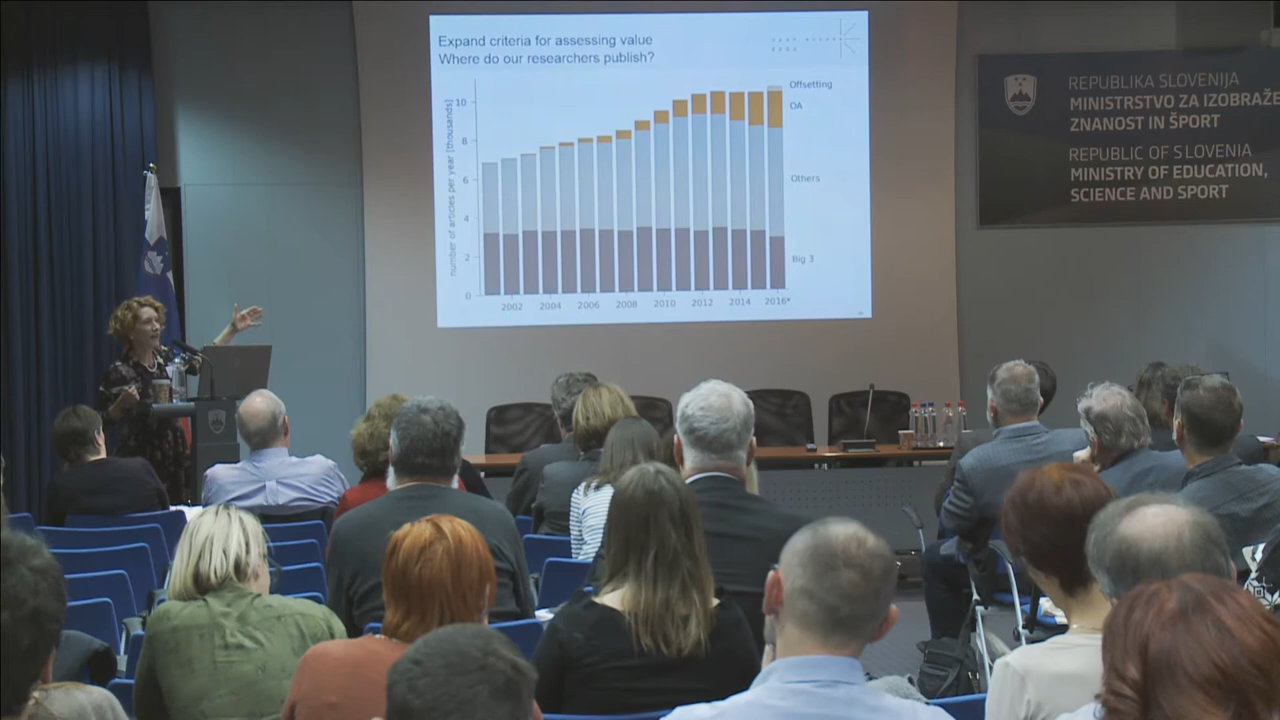 Expand criteria for assessing value
Where do our researchers publish?
number of articles per year [thousands]
10
8
6
4
2
0
2002 2004 2006 2008 2010 2012 2014 2016*
Offsetting
OA
Others
Big 3
REPUBLIKA SLOVENIJA
MINISTRSTVO ZA IZOBRAŽE
ZNANOST IN ŠPORT
REPUBLIC OF SLOVENIA
MINISTRY OF EDUCATION,
SCIENCE AND SPORT